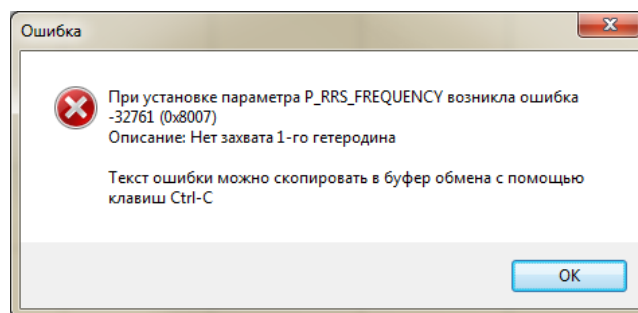 Ошибка
При установке параметра P_RRS_FREQUENCY возникла ошибка
-32761 (0x8007)
Описание: Нет захвата 1-го гетеродина
Текст ошибки можно скопировать в буфер обмена с помощью
клавиш Ctrl-C
OK